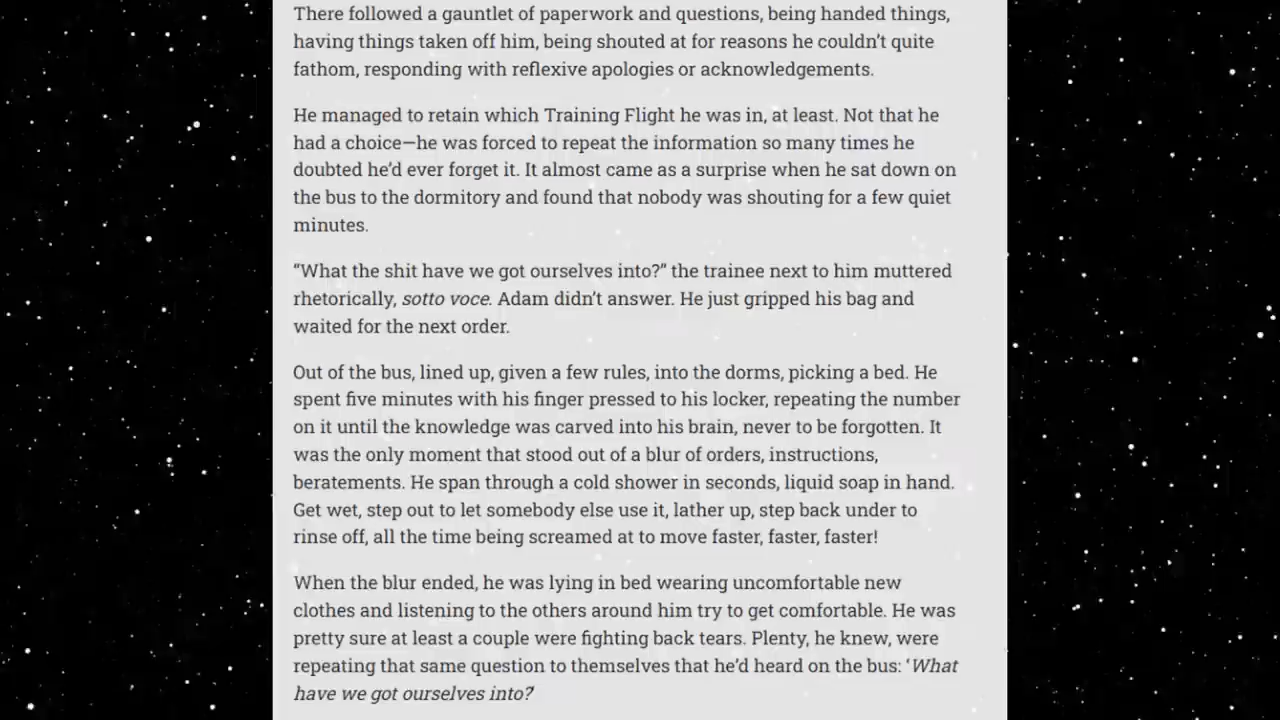 There followed a gauntlet of paperwork and questions, being handed things,
having things taken off him, being shouted at for reasons he couldn’t quite
fathom, responding with reflexive apologies or acknowledgements.
He managed to retain which Training Flight he was in, at least. Not that he
had a choice—he was forced to repeat the information so many times he
doubted he’d ever forget it. It almost came as a surprise when he sat down on
the bus to the dormitory and found that nobody was shouting for a few quiet
minutes.
“What the shit have we got ourselves into?” the trainee next to him muttered
rhetorically, sotto voce. Adam didn’t answer. He just gripped his bag and
waited for the next order.
Out of the bus, lined up, given a few rules, into the dorms, picking a bed. He
spent five minutes with his finger pressed to his locker, repeating the number
on it until the knowledge was carved into his brain, never to be forgotten. It
was the only moment that stood out of a blur of orders, instructions,
beratements. He span through a cold shower in seconds, liquid soap in hand.
Get wet, step out to let somebody else use it, lather up, step back under to
rinse off, all the time being screamed at to move faster, faster, faster!
When the blur ended, he was lying in bed wearing uncomfortable new
clothes and listening to the others around him try to get comfortable. He was
pretty sure at least a couple were fighting back tears. Plenty, he knew, were
repeating that same question to themselves that he’d heard on the bus: ‘What
have we got ourselves into?’